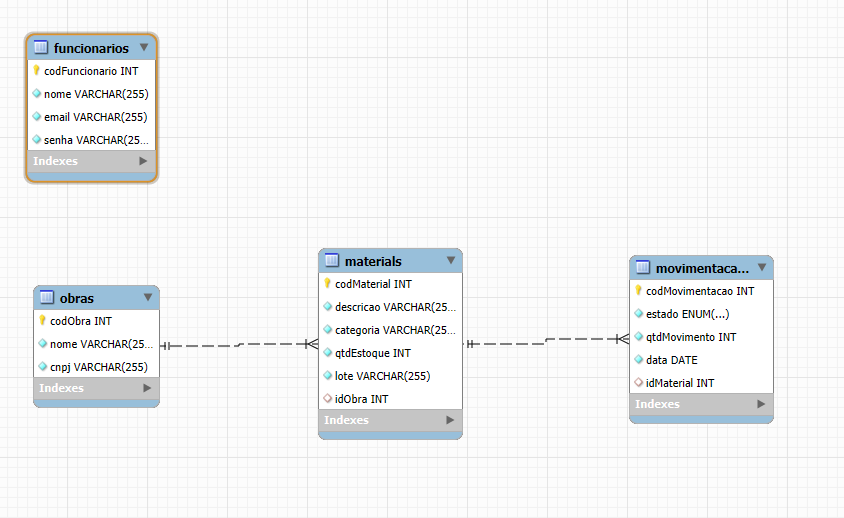 funcionarios
codFuncionario INT
nome VARCHAR(255)
email VARCHAR(255)
senha VARCHAR(25...
Indexes
obras
codObra INT
nome VARCHAR(25...
cnpj VARCHAR(255)
Indexes
materials
codMaterial INT
descricao VARCHAR(25...
categoria VARCHAR(25...
qtdEstoque INT
lote VARCHAR(255)
idObra INT
Indexes
movimentaca...
codMovimentacao INT
estado ENUM(...)
qtdMovimento INT
data DATE
idMaterial INT
Indexes